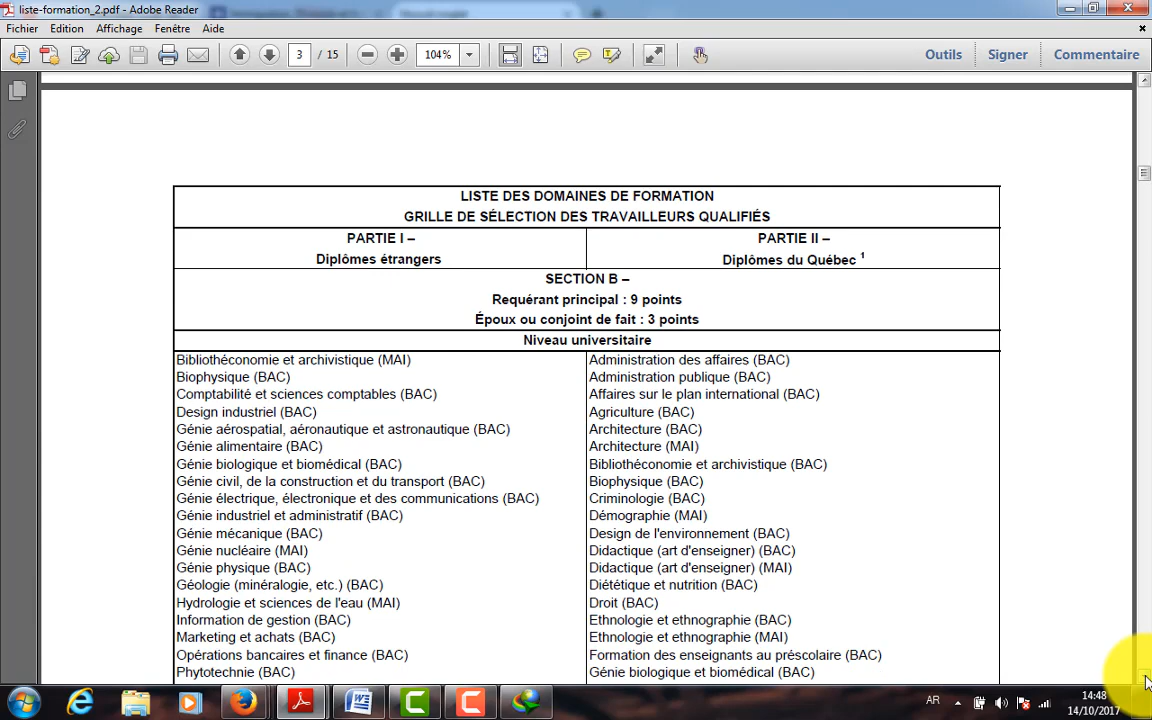 liste-formation_2.pdf - Adobe Reader
Fichier Edition Affichage Fenêtre Aide
3 / 15 104% Outils Signer Commentaire
LISTE DES DOMAINES DE FORMATION
GRILLE DE SÉLECTION DES TRAVAILLEURS QUALIFIÉS
PARTIE I –
Diplômes étrangers
PARTIE II –
Diplômes du Québec 1
SECTION B –
Requérant principal : 9 points
Époux ou conjoint de fait : 3 points
Niveau universitaire
Bibliothéconomie et archivistique (MAI)
Biophysique (BAC)
Comptabilité et sciences comptables (BAC)
Design industriel (BAC)
Génie aérospatial, aéronautique et astronautique (BAC)
Génie alimentaire (BAC)
Génie biologique et biomédical (BAC)
Génie civil, de la construction et du transport (BAC)
Génie électrique, électronique et des communications (BAC)
Génie industriel et administratif (BAC)
Génie mécanique (BAC)
Génie nucléaire (MAI)
Génie physique (BAC)
Géologie (minéralogie, etc.) (BAC)
Hydrologie et sciences de l'eau (MAI)
Information de gestion (BAC)
Marketing et achats (BAC)
Opérations bancaires et finance (BAC)
Phytotechnie (BAC)
Administration des affaires (BAC)
Administration publique (BAC)
Affaires sur le plan international (BAC)
Agriculture (BAC)
Architecture (BAC)
Architecture (MAI)
Bibliothéconomie et archivistique (BAC)
Biophysique (BAC)
Criminologie (BAC)
Démographie (MAI)
Design de l'environnement (BAC)
Didactique (art d'enseigner) (BAC)
Didactique (art d'enseigner) (MAI)
Diététique et nutrition (BAC)
Droit (BAC)
Ethnologie et ethnographie (BAC)
Ethnologie et ethnographie (MAI)
Formation des enseignants au préscolaire (BAC)
Génie biologique et biomédical (BAC)
AR
14:48
14/10/2017